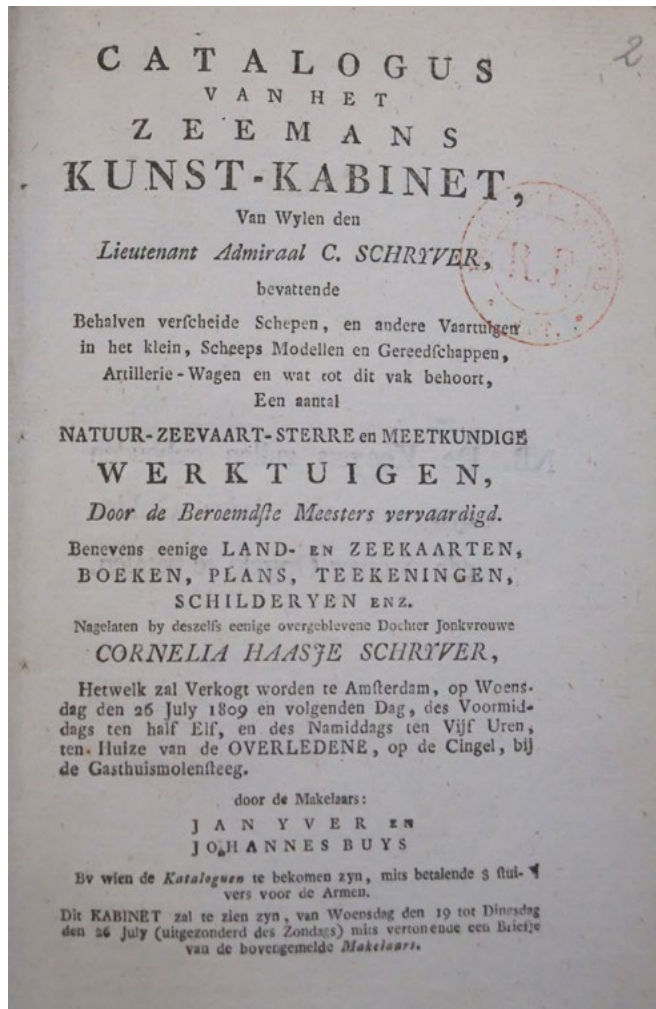 2
CATALOGUS
VAN HET
ZEEMANS
KUNST-KABINET,
Van Wylen den
Lieutenant Admiraal C. SCHRYVER,
bevattende
Behalven verſcheide Schepen, en andere Vaartuigen
in het klein, Scheeps Modellen en Gereedſchappen,
Artillerie-Wagen en wat tot dit vak behoort,
Een aantal
NATUUR-ZEEVAART-STERRE en MEETKUNDIGE
WERKTUIGEN,
Door de Beroemdſte Meesters vervaardigd.
Benevens eenige LAND- EN ZEEKAARTEN,
BOEKEN, PLANS, TEEKENINGEN,
SCHILDERYEN ENZ.
Nagelaten by deszelfs eenige overgeblevene Dochter Jonkvrouwe
CORNELIA HAASJE SCHRYVER,
Hetwelk zal Verkogt worden te Amſterdam, op Woens-
dag den 26 July 1809 en volgenden Dag, des Voormid-
dags ten half Elf, en des Namiddags ten Vijf Uren,
ten Huize van de OVERLEDENE, op de Cingel, bij
de Gasthuismolenſteeg.
door de Makelaars:
JAN YVER EN
JOHANNES BUYS
By wien de Kataloguen te bekomen zyn, mits betalende 3 ſtui-
vers voor de Armen.
Dit KABINET zal te zien zyn, van Woensdag den 19 tot Dingsdag
den 26 July (uitgezonderd des Zondags) mits vertonende een Briefje
van de bovengemelde Makelaars.